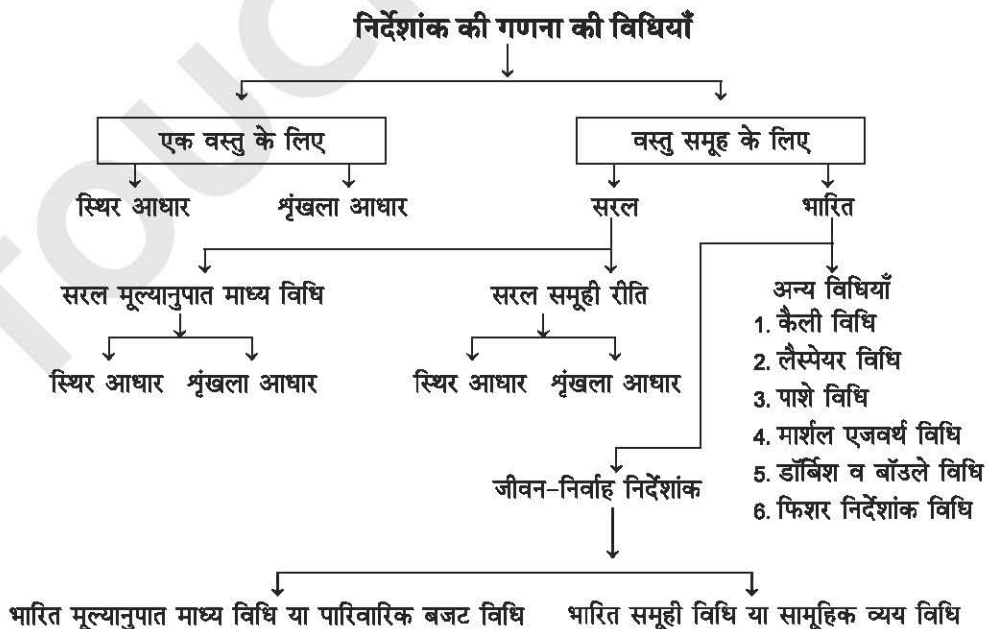 निर्देशांक की गणना की विधियाँ
एक वस्तु के लिए
वस्तु समूह के लिए
स्थिर आधार
शृंखला आधार
सरल
भारित
सरल मूल्यानुपात माध्य विधि
सरल समूही रीति
स्थिर आधार
शृंखला आधार
स्थिर आधार
शृंखला आधार
अन्य विधियाँ
1. कैली विधि
2. लैस्पेयर विधि
3. पाशे विधि
4. मार्शल एजवर्थ विधि
5. डॉर्बिश व बॉउले विधि
6. फिशर निर्देशांक विधि
जीवन-निर्वाह निर्देशांक
भारित मूल्यानुपात माध्य विधि या पारिवारिक बजट विधि
भारित समूही विधि या सामूहिक व्यय विधि